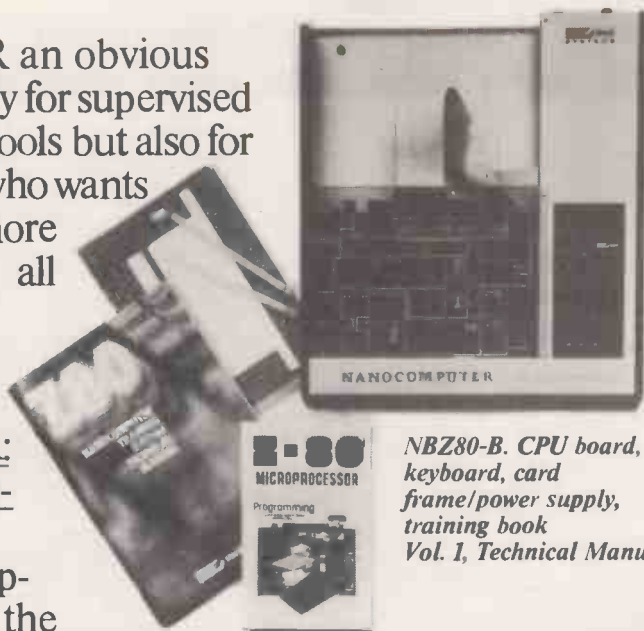 R an obvious
y for supervised
ools but also for
who wants
ore
all
:
-
p-
the
SYSTEMS
NANOCOMPUTER
Z-80
MICROPROCESSOR
Programming
NBZ80-B. CPU board,
keyboard, card
frame/power supply,
training book
Vol. 1, Technical Manu